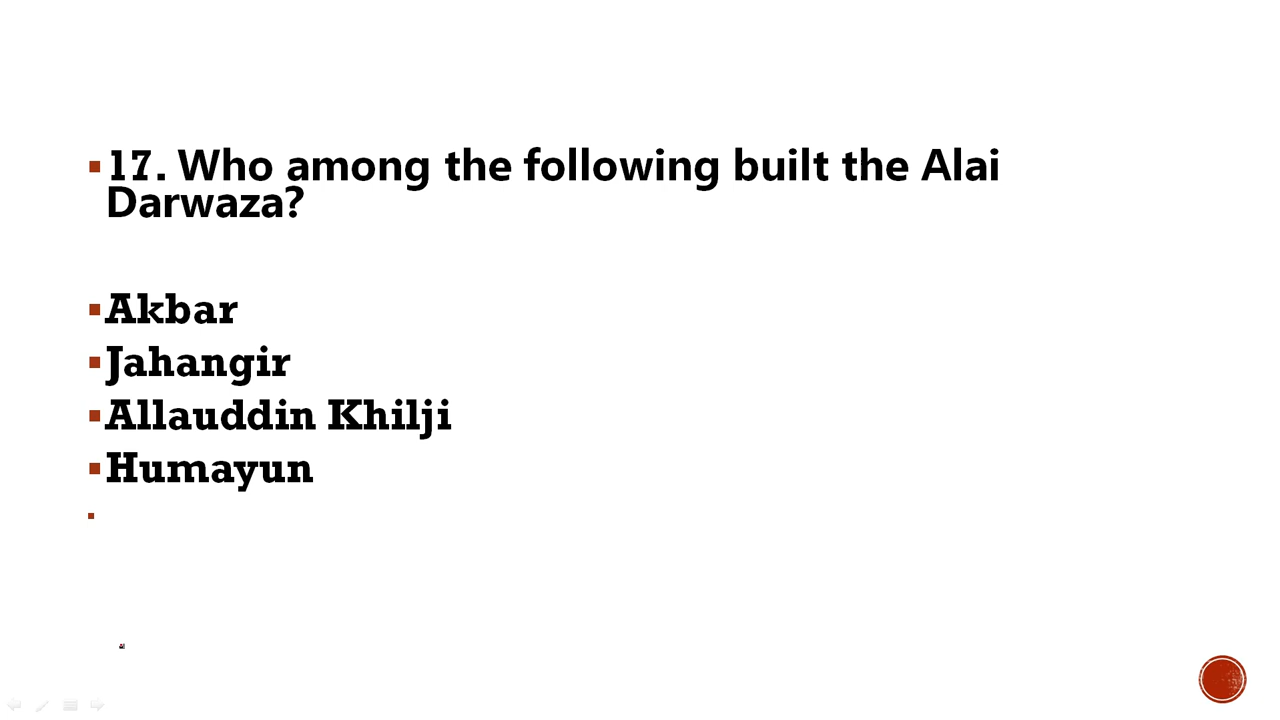 17. Who among the following built the Alai
Darwaza?
Akbar
Jahangir
Allauddin Khilji
Humayun